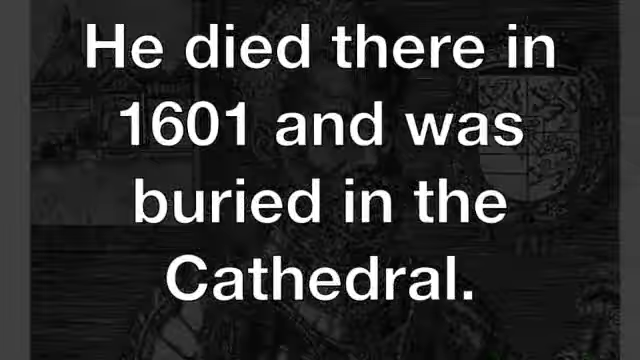 He died there in
1601 and was
buried in the
Cathedral.